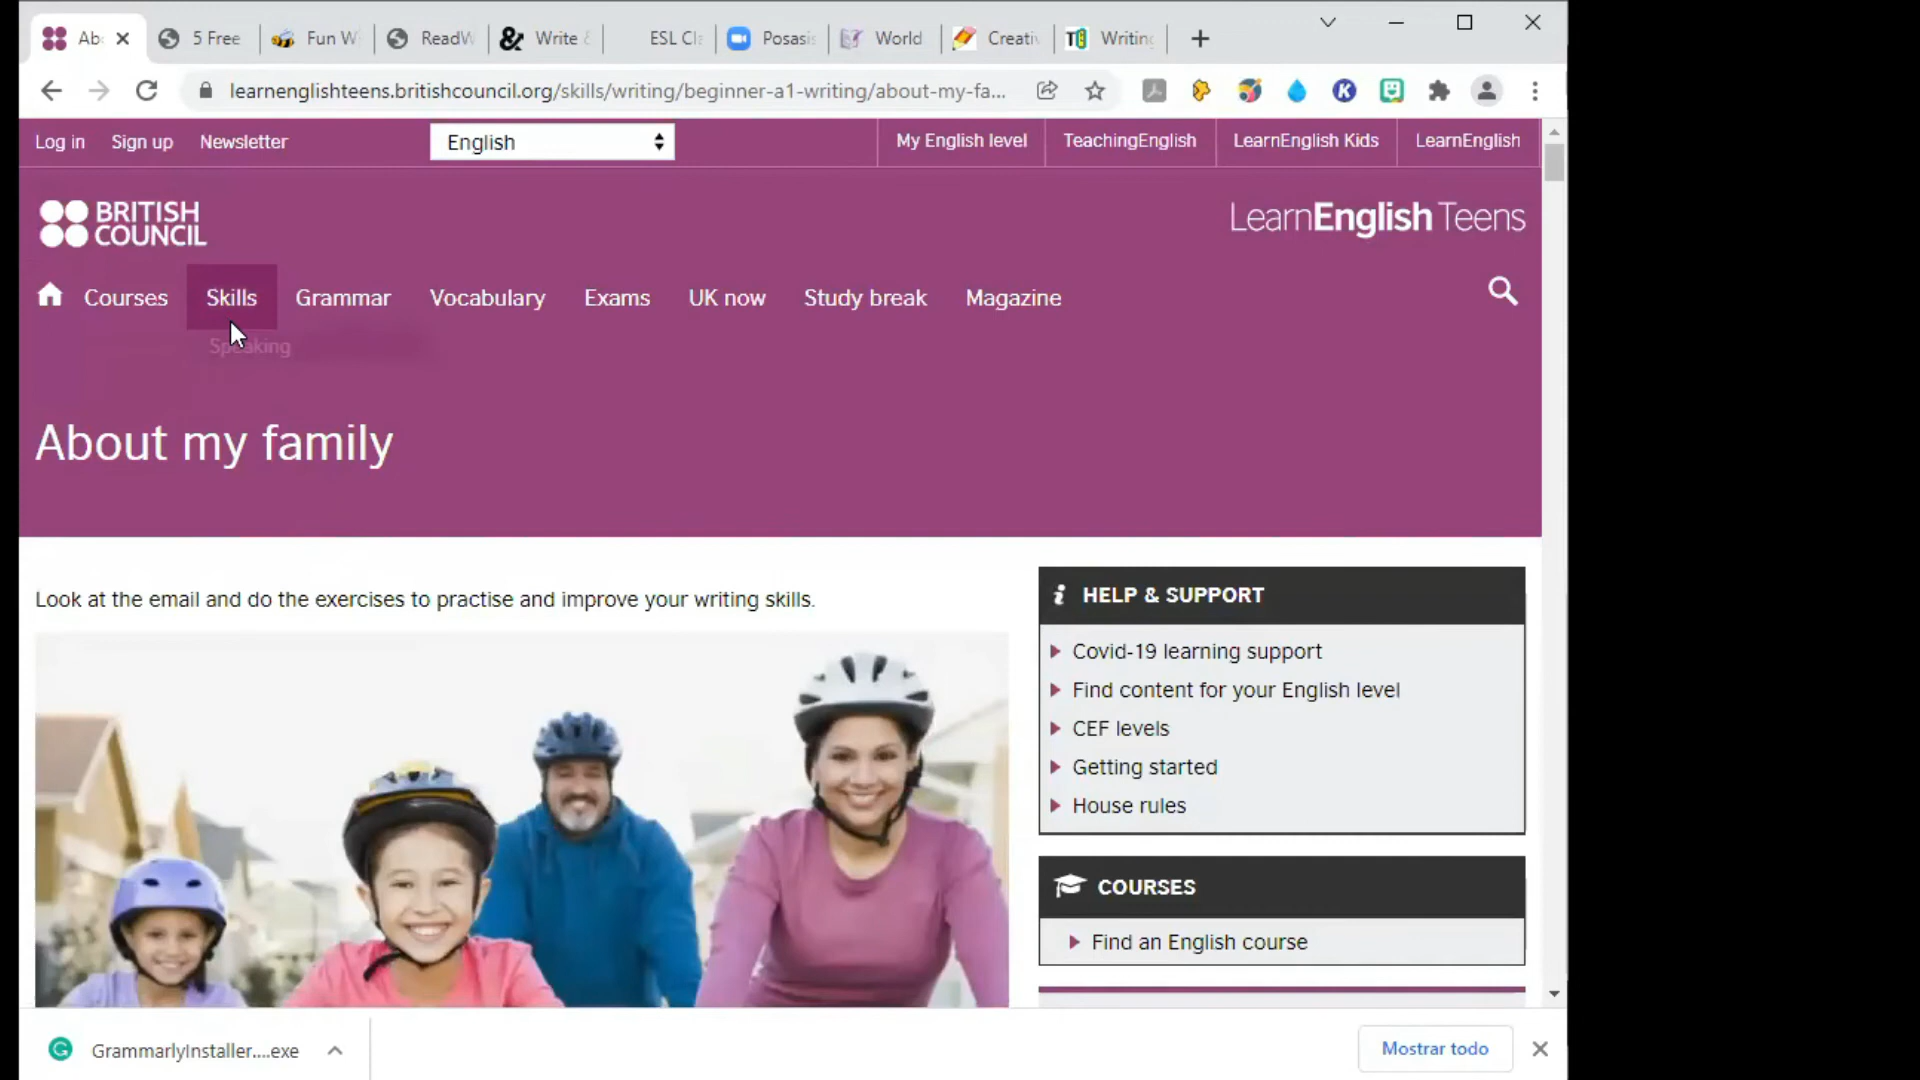 Ab
5 Free
Fun W
ReadW
Write &
ESL Cl
Posasi
World
Creati
Writing
learnenglishteens.britishcouncil.org/skills/writing/beginner-a1-writing/about-my-fa...
Log in
Sign up
Newsletter
English
My English level
TeachingEnglish
LearnEnglish Kids
LearnEnglish
BRITISH
COUNCIL
LearnEnglish Teens
Courses
Skills
Grammar
Vocabulary
Exams
UK now
Study break
Magazine
Speaking
About my family
Look at the email and do the exercises to practise and improve your writing skills.
HELP & SUPPORT
Covid-19 learning support
Find content for your English level
CEF levels
Getting started
House rules
COURSES
Find an English course
GrammarlyInstaller....exe
Mostrar todo